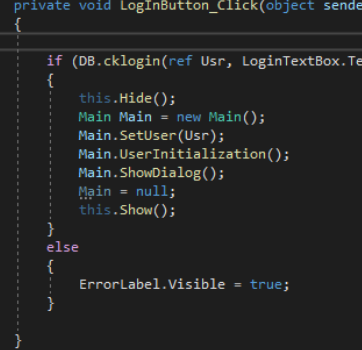 private void LogInButton_Click(object sende
{
if (DB.cklogin(ref Usr, LoginTextBox.Te
{
this.Hide();
Main Main = new Main();
Main.SetUser(Usr);
Main.UserInitialization();
Main.ShowDialog();
Main = null;
this.Show();
}
else
{
ErrorLabel.Visible = true;
}
}